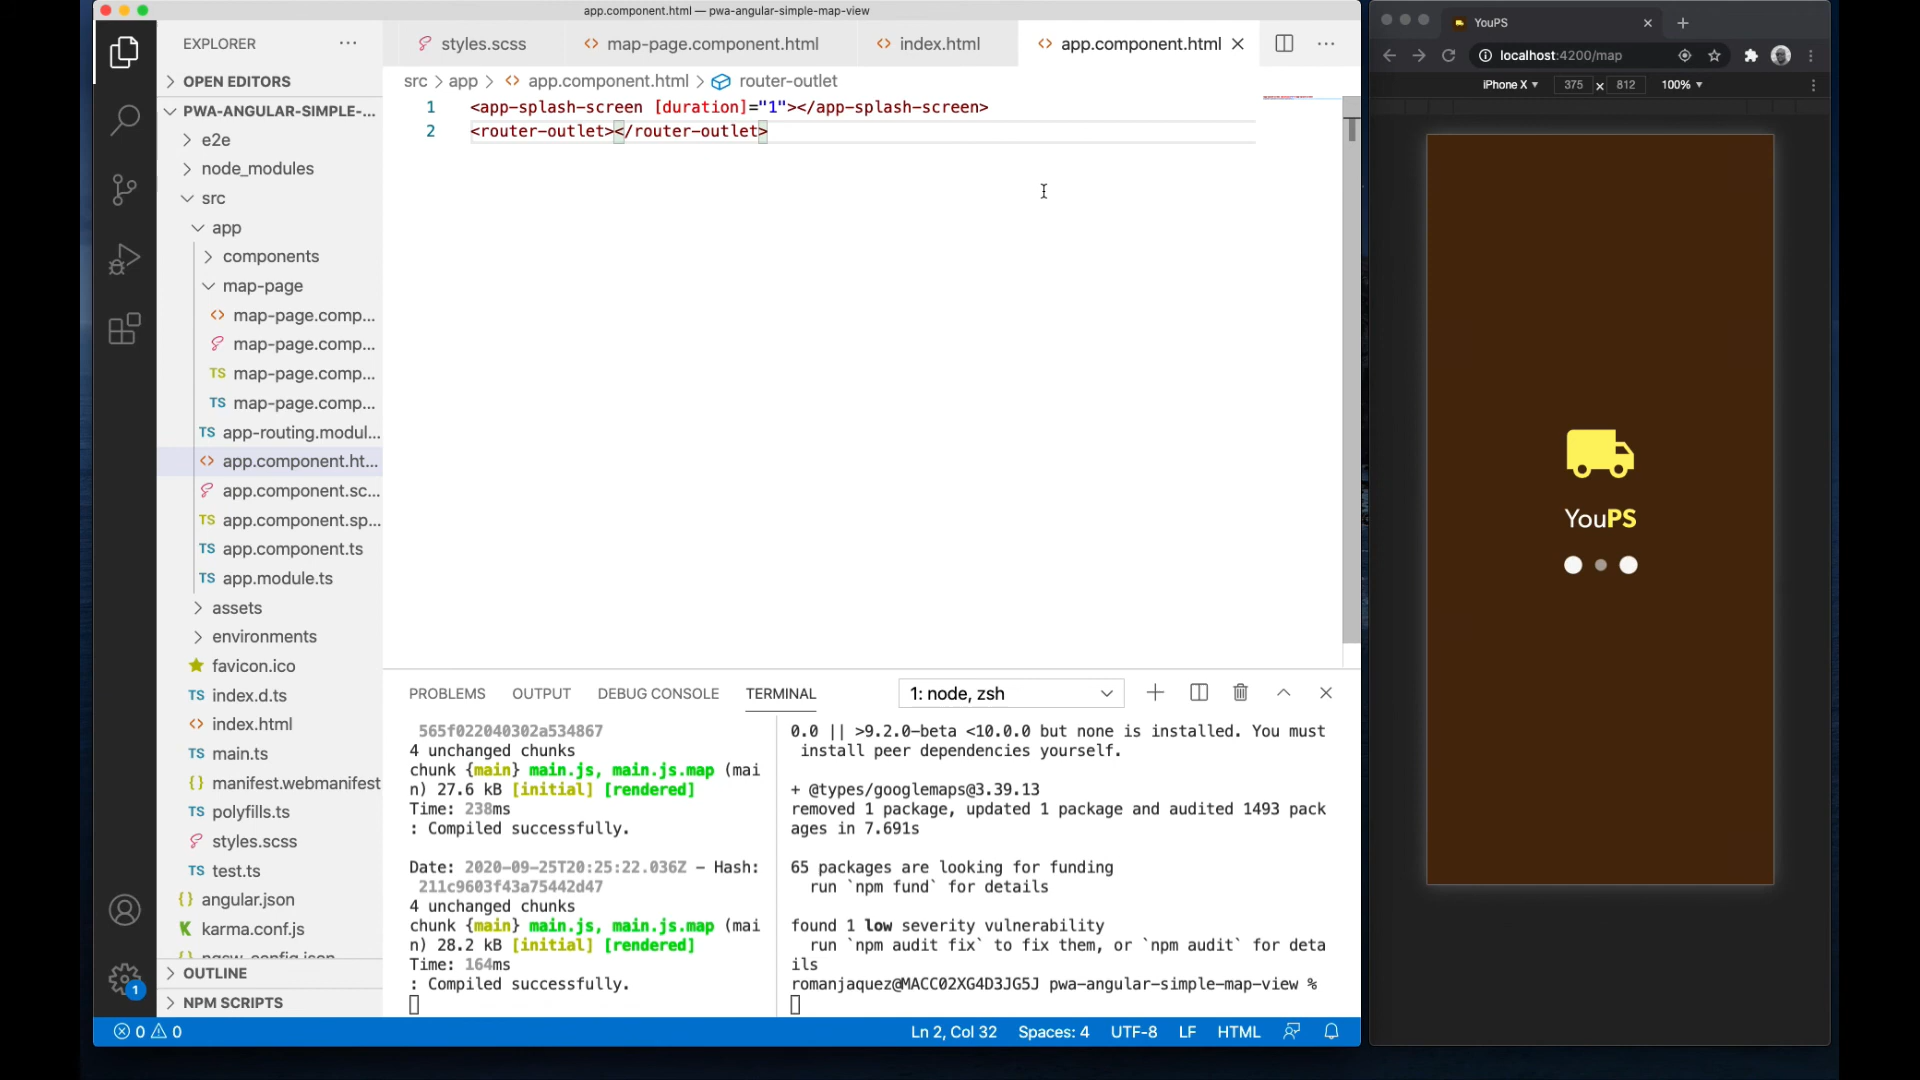 app.component.html — pwa-angular-simple-map-view
EXPLORER
styles.scss
map-page.component.html
index.html
app.component.html
OPEN EDITORS
src > app > app.component.html > router-outlet
PWA-ANGULAR-SIMPLE-...
e2e
node_modules
src
app
components
map-page
map-page.comp...
map-page.comp...
TS map-page.comp...
TS map-page.comp...
TS app-routing.modul...
app.component.ht...
app.component.sc...
TS app.component.sp...
TS app.component.ts
TS app.module.ts
assets
environments
favicon.ico
TS index.d.ts
index.html
TS main.ts
{} manifest.webmanifest
TS polyfills.ts
styles.scss
TS test.ts
{} angular.json
karma.conf.js
OUTLINE
NPM SCRIPTS
1
1 <app-splash-screen [duration]="1"></app-splash-screen>
2 <router-outlet></router-outlet>
PROBLEMS OUTPUT DEBUG CONSOLE TERMINAL
1: node, zsh
565f022040302a534867
4 unchanged chunks
chunk {main} main.js, main.js.map (mai
n) 27.6 kB [initial] [rendered]
Time: 238ms
: Compiled successfully.
Date: 2020-09-25T20:25:22.036Z - Hash:
211c9603f43a75442d47
4 unchanged chunks
chunk {main} main.js, main.js.map (mai
n) 28.2 kB [initial] [rendered]
Time: 164ms
: Compiled successfully.
0.0 || >9.2.0-beta <10.0.0 but none is installed. You must
install peer dependencies yourself.
+ @types/googlemaps@3.39.13
removed 1 package, updated 1 package and audited 1493 pack
ages in 7.691s
65 packages are looking for funding
run `npm fund` for details
found 1 low severity vulnerability
run `npm audit fix` to fix them, or `npm audit` for deta
ils
romanjaquez@MACC02XG4D3JG5J pwa-angular-simple-map-view %
0 0
Ln 2, Col 32
Spaces: 4
UTF-8
LF
HTML
YouPS
localhost:4200/map
iPhone X
375 x 812
100%
YouPS